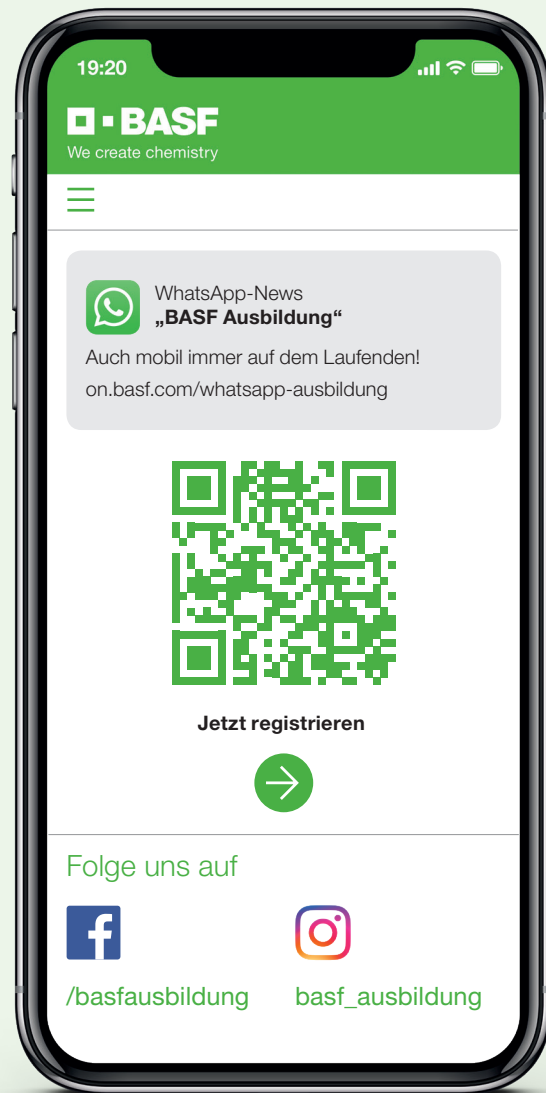 19:20
BASF
We create chemistry
WhatsApp-News
„BASF Ausbildung“
Auch mobil immer auf dem Laufenden!
on.basf.com/whatsapp-ausbildung
Jetzt registrieren
Folge uns auf
/basfausbildung
basf_ausbildung